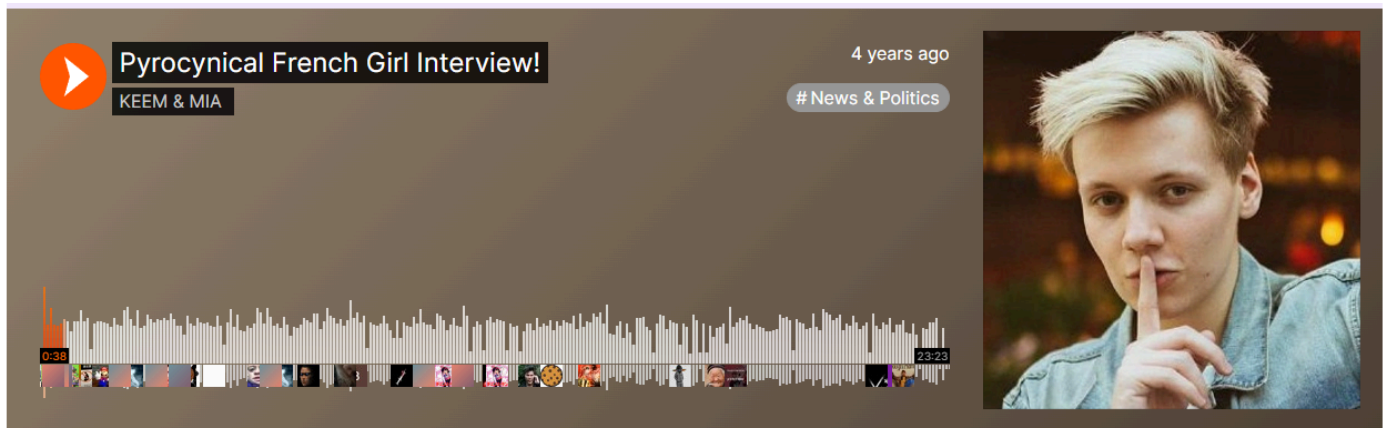 Pyrocynical French Girl Interview!
4 years ago
KEEM & MIA
# News & Politics
0:38
23:23